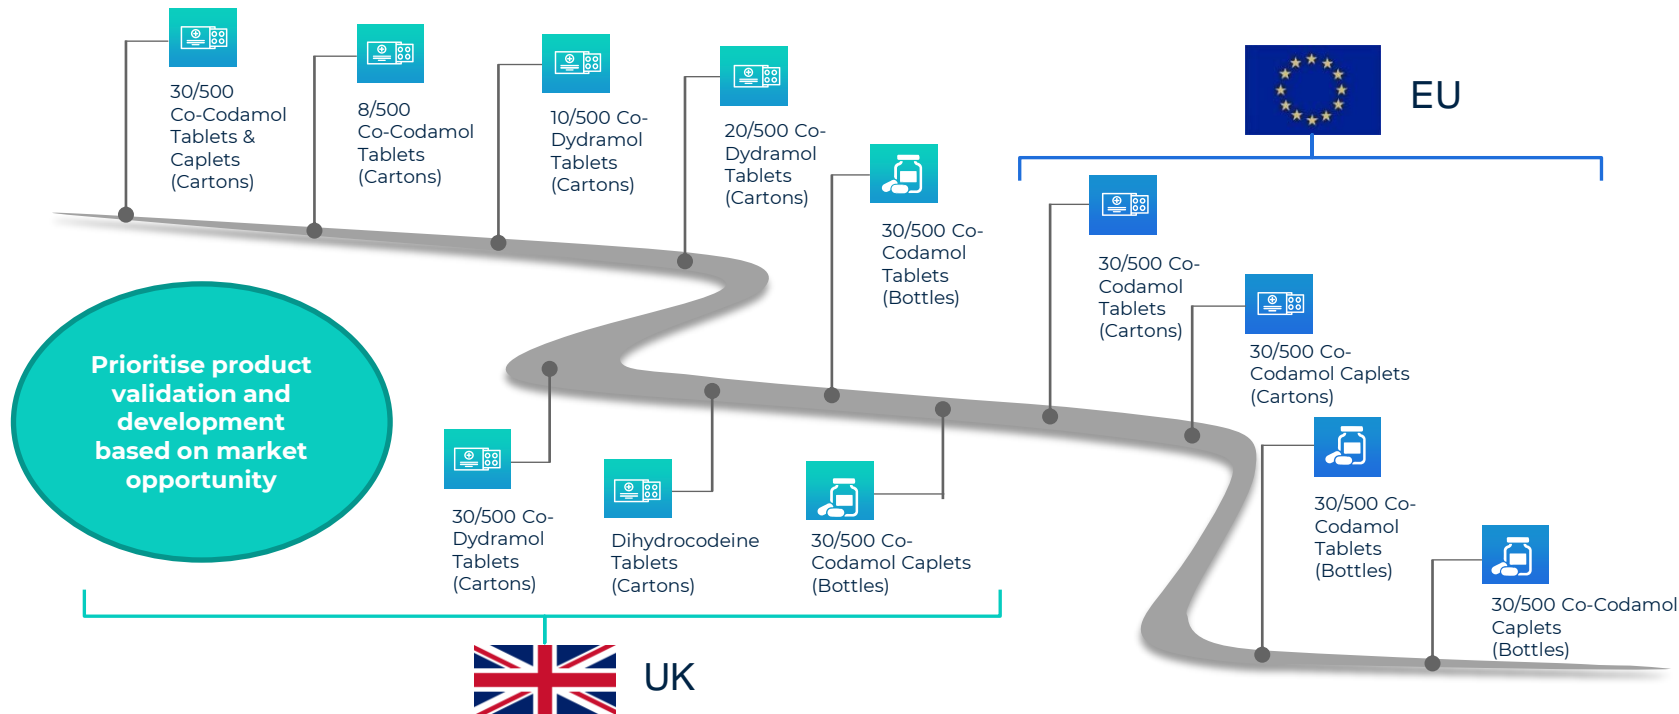 30/500
Co-Codamol
Tablets &
Caplets
(Cartons)
8/500
Co-Codamol
Tablets
(Cartons)
10/500 Co-
Dydramol
Tablets
(Cartons)
20/500 Co-
Dydramol
Tablets
(Cartons)
30/500 Co-
Codamol
Tablets
(Bottles)
EU
30/500 Co-
Codamol
Tablets
(Cartons)
30/500 Co-
Codamol Caplets
(Cartons)
30/500 Co-
Codamol
Tablets
(Bottles)
30/500 Co-Codamol
Caplets
(Bottles)
Prioritise product
validation and
development
based on market
opportunity
30/500 Co-
Dydramol
Tablets
(Cartons)
Dihydrocodeine
Tablets
(Cartons)
30/500 Co-
Codamol Caplets
(Bottles)
UK